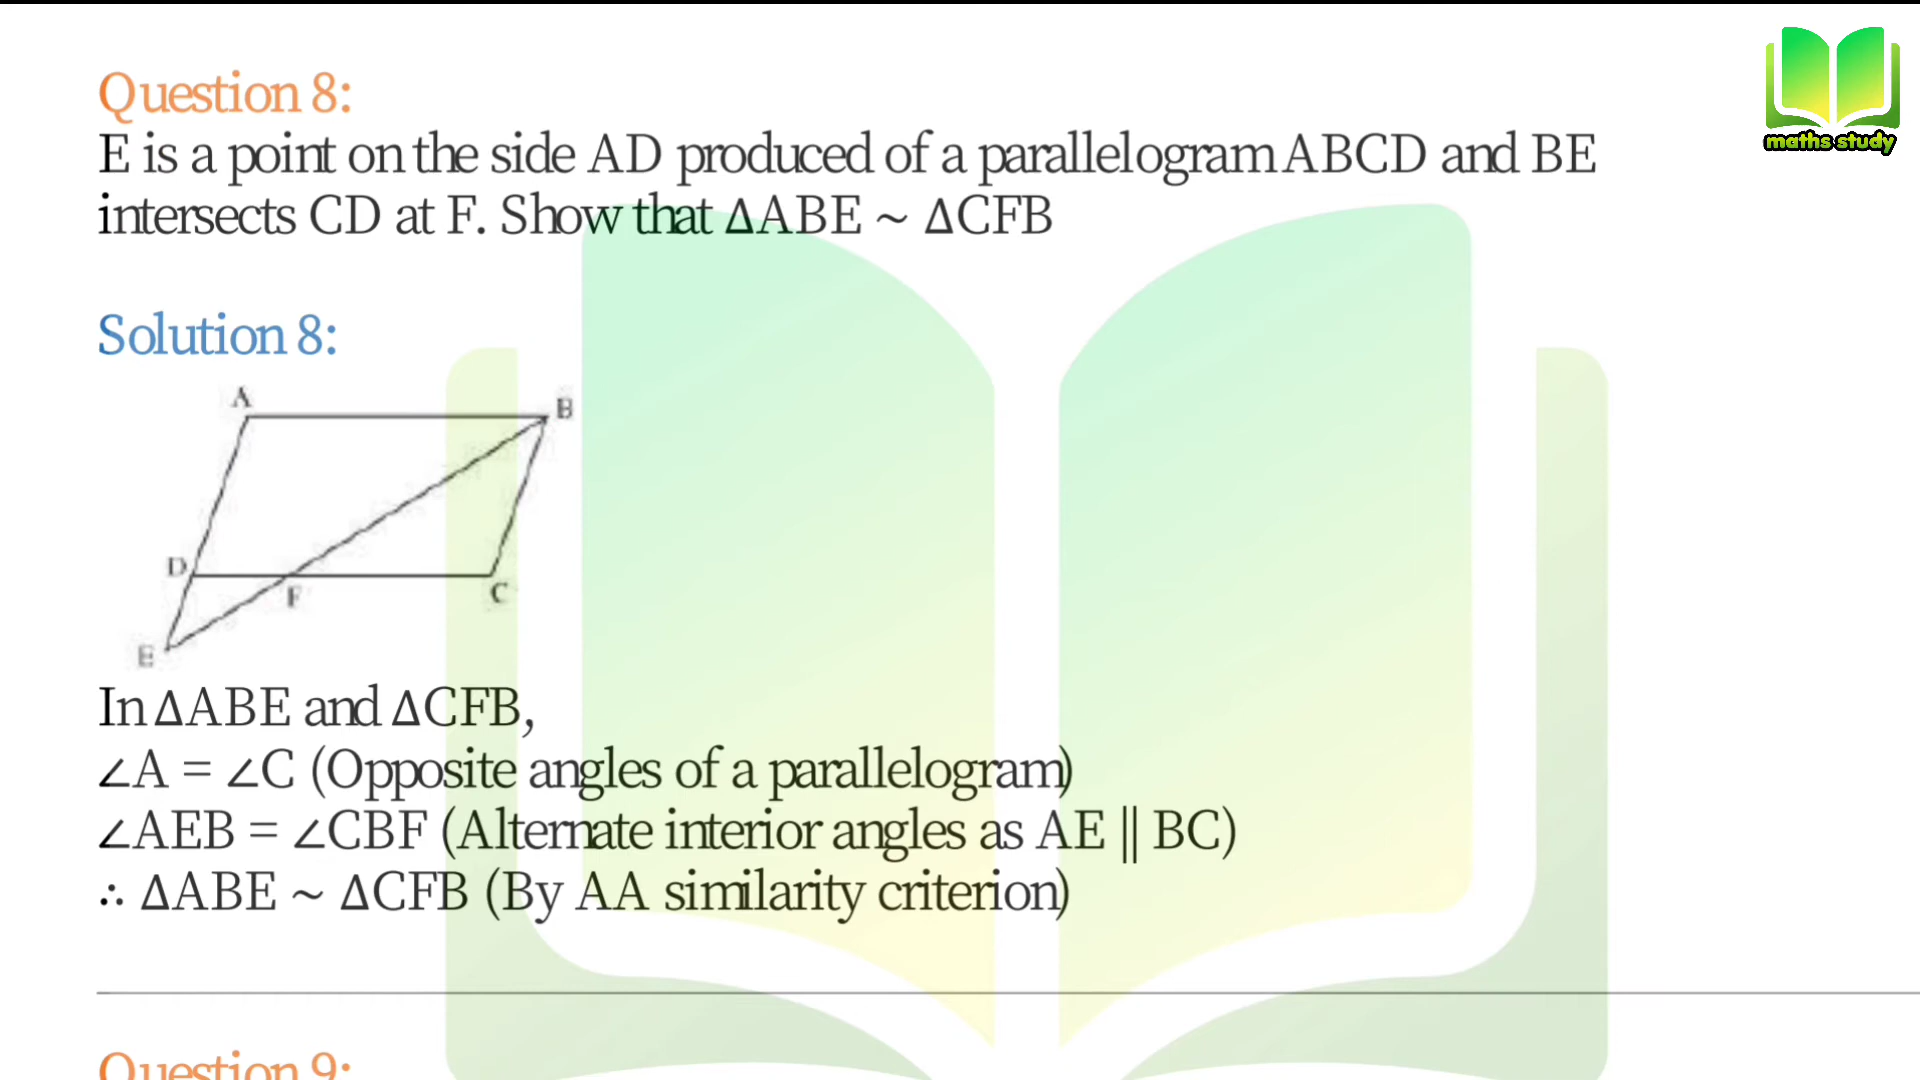 maths study
Question 8:
E is a point on the side AD produced of a parallelogram ABCD and BE
intersects CD at F. Show that ΔABE ~ ΔCFB
Solution 8:
A
B
D
F
C
E
In ΔABE and ΔCFB,
∠A = ∠C (Opposite angles of a parallelogram)
∠AEB = ∠CBF (Alternate interior angles as AE || BC)
∴ ΔABE ~ ΔCFB (By AA similarity criterion)
Question 9: